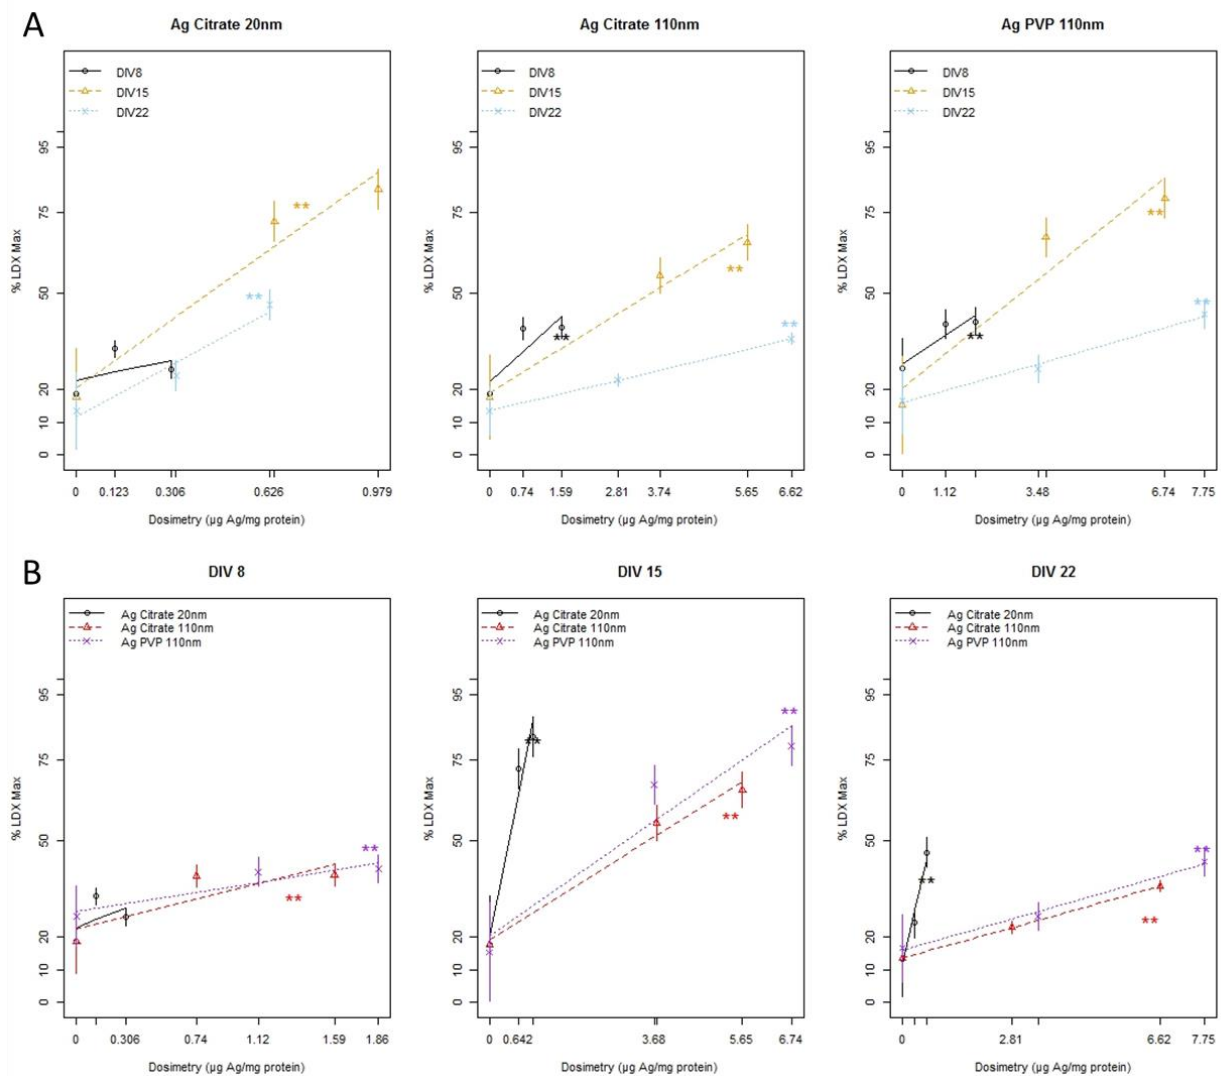 A
Ag Citrate 20nm
DIV8
DIV15
DIV22
% LDX Max
95
75
50
20
10
0
**
**
0 0.123 0.306 0.626 0.979
Dosimetry (µg Ag/mg protein)
Ag Citrate 110nm
DIV8
DIV15
DIV22
% LDX Max
95
75
50
20
10
0
**
**
**
0 0.74 1.59 2.81 3.74 5.65 6.62
Dosimetry (µg Ag/mg protein)
Ag PVP 110nm
DIV8
DIV15
DIV22
% LDX Max
95
75
50
20
10
0
**
**
**
0 1.12 3.48 6.74 7.75
Dosimetry (µg Ag/mg protein)
B
DIV 8
Ag Citrate 20nm
Ag Citrate 110nm
Ag PVP 110nm
% LDX Max
95
75
50
20
10
0
**
**
0 0.306 0.74 1.12 1.59 1.86
Dosimetry (µg Ag/mg protein)
DIV 15
Ag Citrate 20nm
Ag Citrate 110nm
Ag PVP 110nm
% LDX Max
95
75
50
20
10
0
**
**
**
0 0.642 3.68 5.65 6.74
Dosimetry (µg Ag/mg protein)
DIV 22
Ag Citrate 20nm
Ag Citrate 110nm
Ag PVP 110nm
% LDX Max
95
75
50
20
10
0
**
**
**
0 2.81 6.62 7.75
Dosimetry (µg Ag/mg protein)